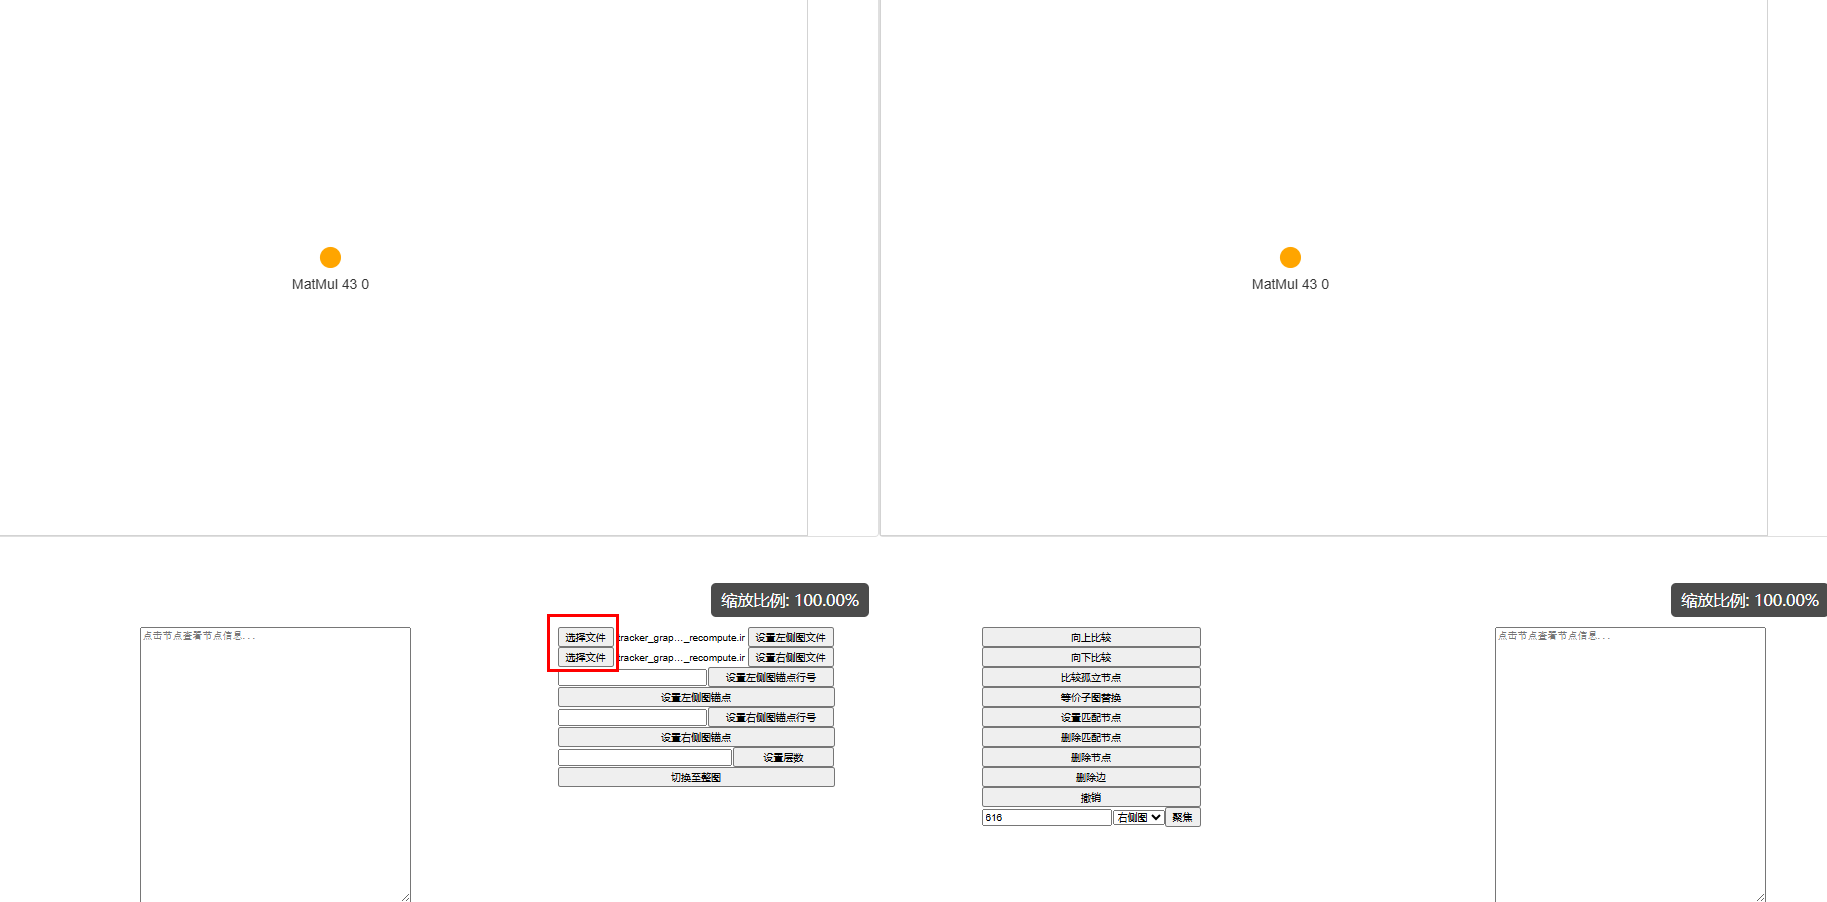 MatMul 43 0
MatMul 43 0
缩放比例: 100.00%
缩放比例: 100.00%
点击节点查看节点信息...
选择文件 tracker_grap..._recompute.ir 设置左侧图文件
选择文件 tracker_grap..._recompute.ir 设置右侧图文件
设置左侧图锚点行号
设置左侧图锚点
设置右侧图锚点行号
设置右侧图锚点
设置层数
切换至整图
向上比较
向下比较
比较孤立节点
等价子图替换
设置匹配节点
删除匹配节点
删除节点
删除边
撤销
616 右侧图 聚焦
点击节点查看节点信息...